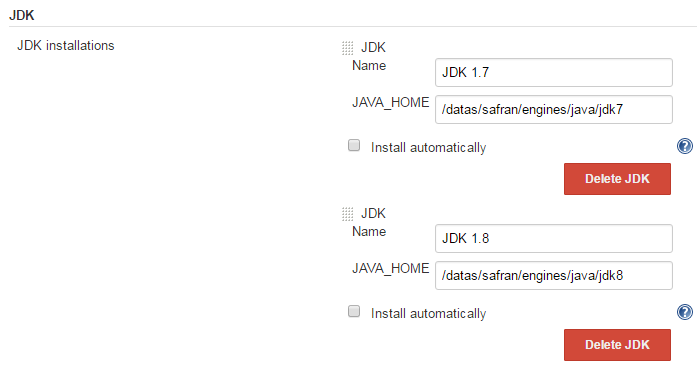 JDK
JDK installations
JDK
Name
JDK 1.7
JAVA_HOME
/datas/safran/engines/java/jdk7
Install automatically
?
Delete JDK
JDK
Name
JDK 1.8
JAVA_HOME
/datas/safran/engines/java/jdk8
Install automatically
?
Delete JDK